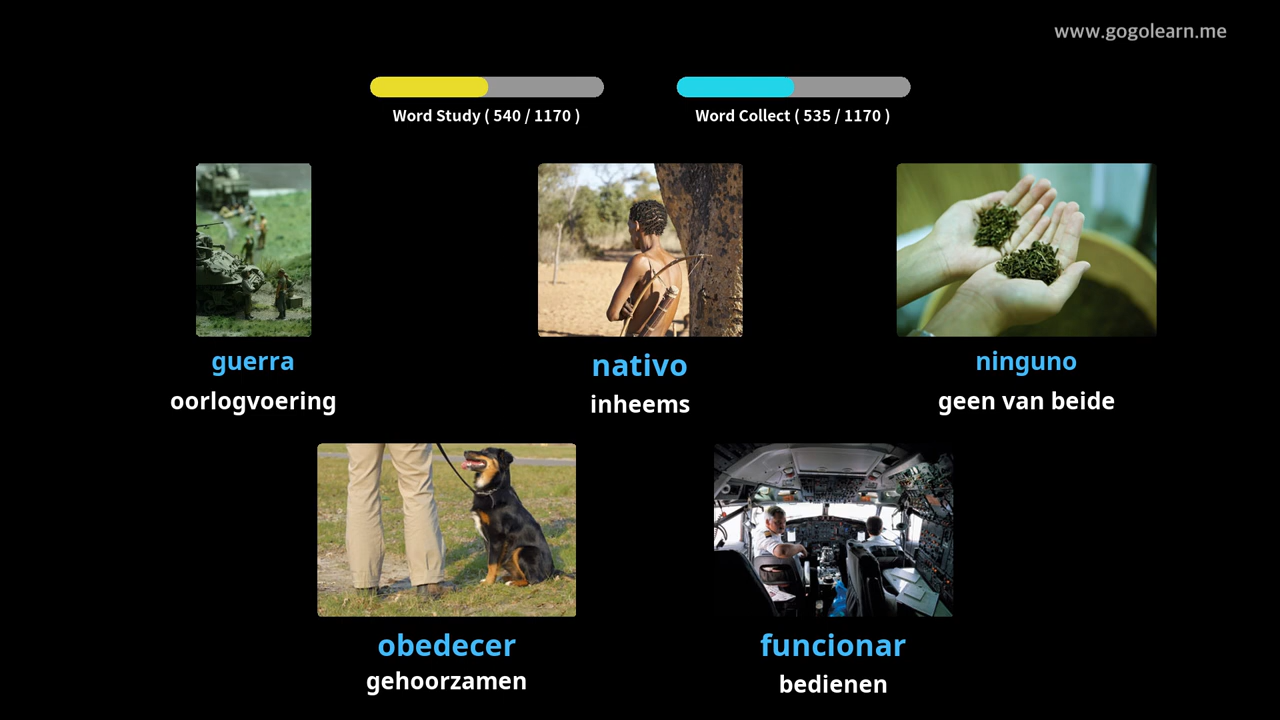 www.gogolearn.me
Word Study ( 540 / 1170 )
Word Collect ( 535 / 1170 )
guerra
oorlogvoering
nativo
inheems
ninguno
geen van beide
obedecer
gehoorzamen
funcionar
bedienen